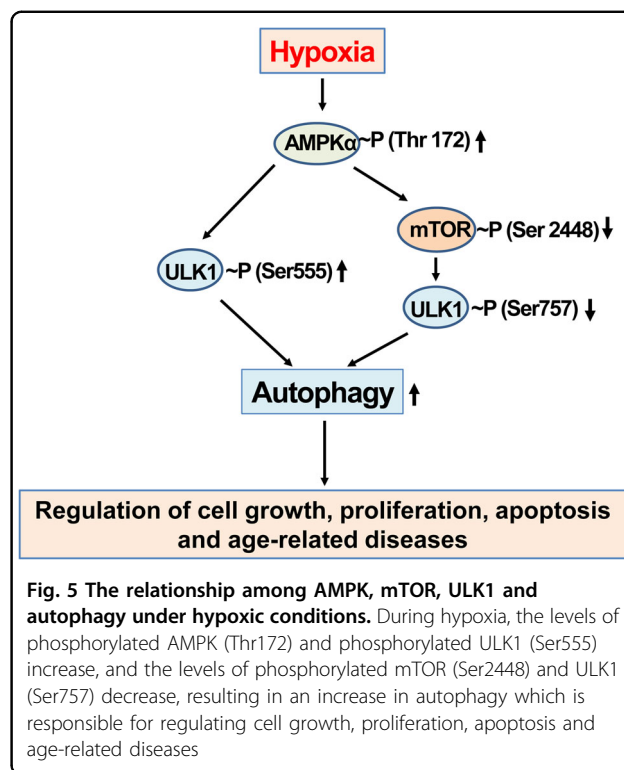 Hypoxia
AMPKα ~P (Thr 172) ↑
mTOR ~P (Ser 2448) ↓
ULK1 ~P (Ser555) ↑
ULK1 ~P (Ser757) ↓
Autophagy ↑
Regulation of cell growth, proliferation, apoptosis
and age-related diseases
Fig. 5 The relationship among AMPK, mTOR, ULK1 and
autophagy under hypoxic conditions. During hypoxia, the levels of
phosphorylated AMPK (Thr172) and phosphorylated ULK1 (Ser555)
increase, and the levels of phosphorylated mTOR (Ser2448) and ULK1
(Ser757) decrease, resulting in an increase in autophagy which is
responsible for regulating cell growth, proliferation, apoptosis and
age-related diseases